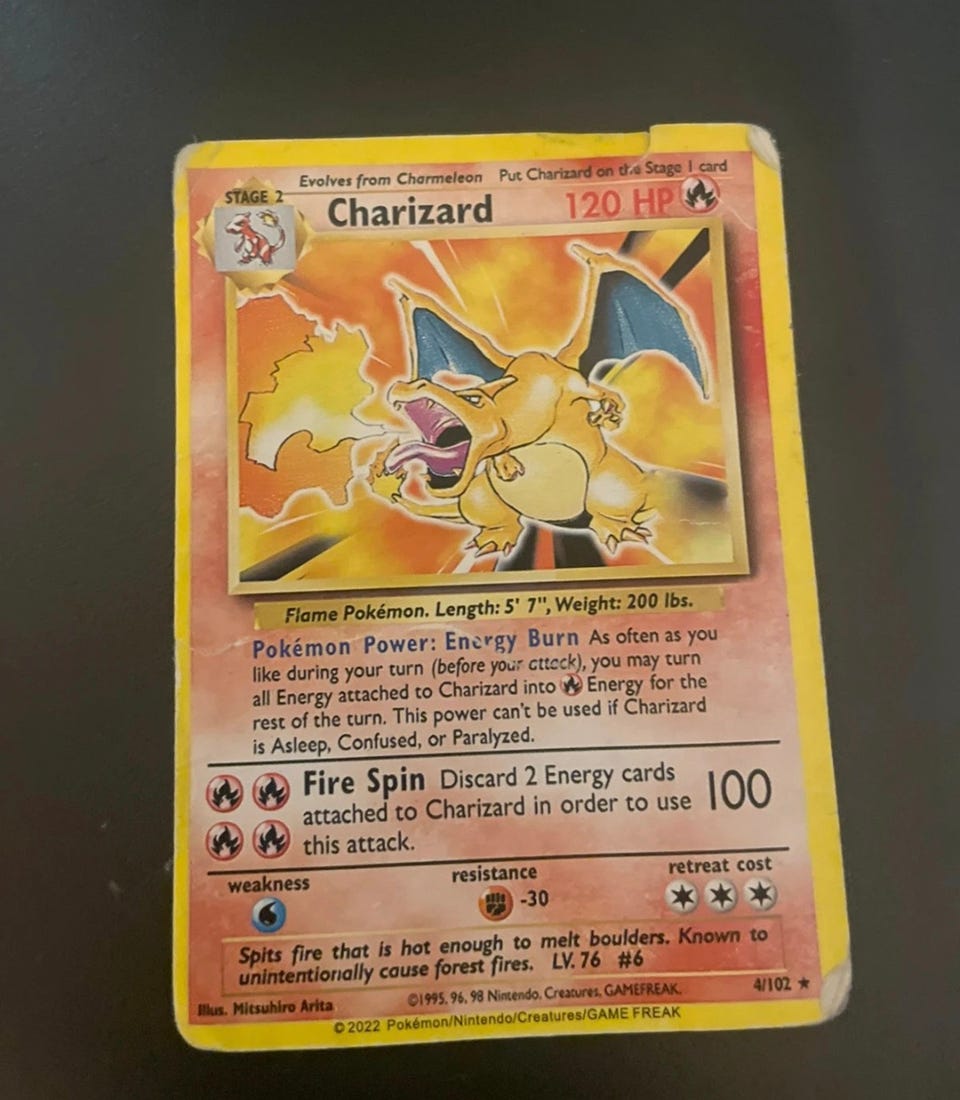 Evolves from Charmeleon Put Charizard on the Stage 1 card
STAGE 2
Charizard 120 HP
Flame Pokémon. Length: 5' 7", Weight: 200 lbs.
Pokémon Power: Energy Burn As often as you
like during your turn (before your attack), you may turn
all Energy attached to Charizard into Energy for the
rest of the turn. This power can't be used if Charizard
is Asleep, Confused, or Paralyzed.
Fire Spin Discard 2 Energy cards
attached to Charizard in order to use 100
this attack.
weakness resistance retreat cost
-30
Spits fire that is hot enough to melt boulders. Known to
unintentionally cause forest fires. LV. 76 #6
Illus. Mitsuhiro Arita ©1995, 96, 98 Nintendo, Creatures, GAMEFREAK. 4/102 ★
© 2022 Pokémon/Nintendo/Creatures/GAME FREAK